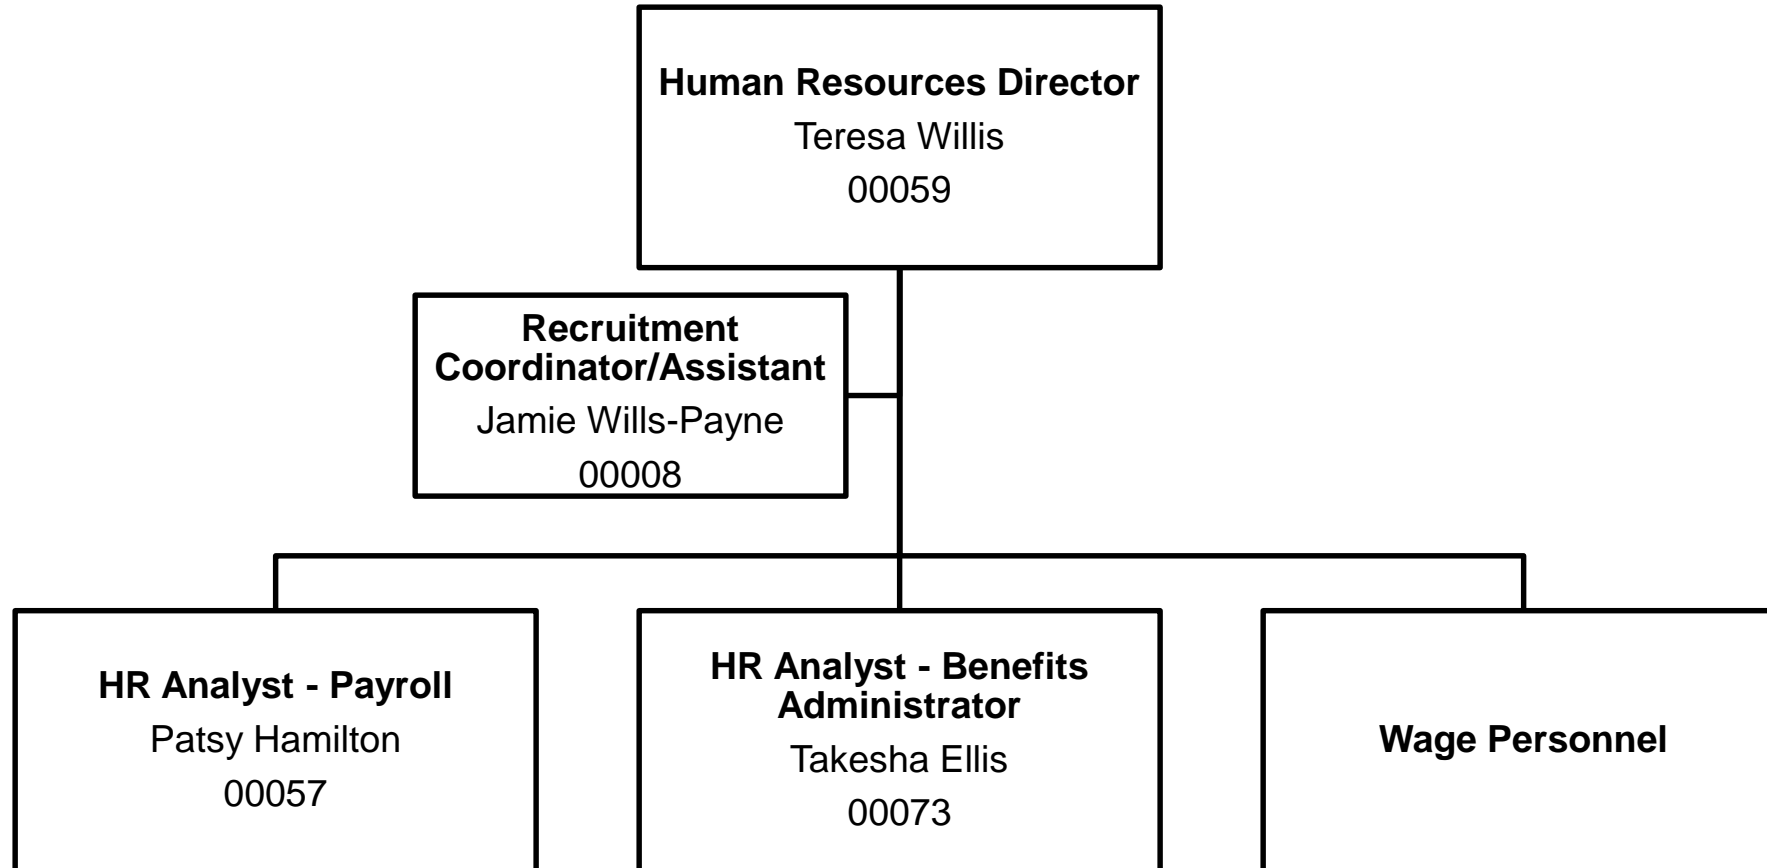 Human Resources Director
Teresa Willis
00059
Recruitment
Coordinator/Assistant
Jamie Wills-Payne
00008
HR Analyst - Payroll
Patsy Hamilton
00057
HR Analyst - Benefits
Administrator
Takesha Ellis
00073
Wage Personnel